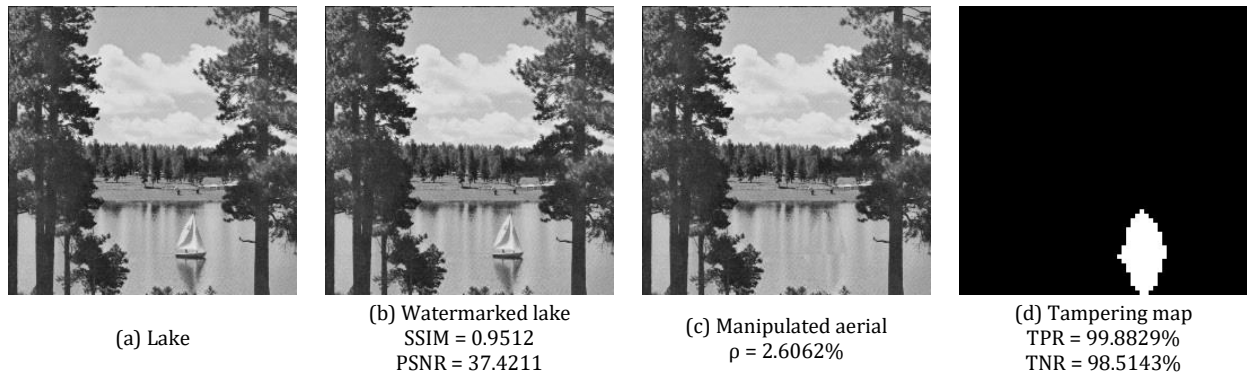 (a) Lake
(b) Watermarked lake
SSIM = 0.9512
PSNR = 37.4211
(c) Manipulated aerial
ρ = 2.6062%
(d) Tampering map
TPR = 99.8829%
TNR = 98.5143%